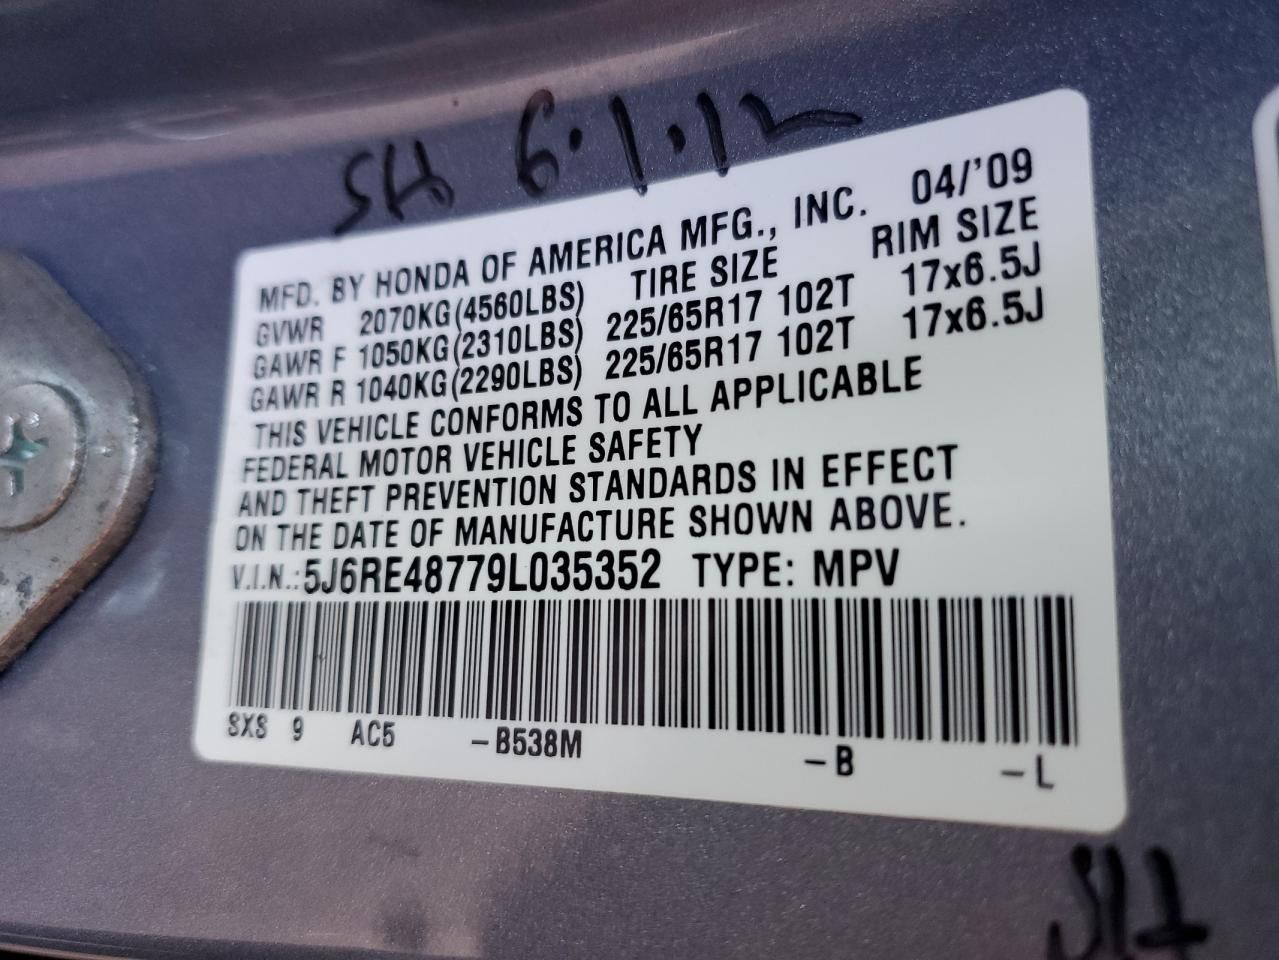 SH 6.1.12
MFD. BY HONDA OF AMERICA MFG., INC. 04/'09
GVWR 2070KG(4560LBS) TIRE SIZE RIM SIZE
GAWR F 1050KG(2310LBS) 225/65R17 102T 17x6.5J
GAWR R 1040KG(2290LBS) 225/65R17 102T 17x6.5J
THIS VEHICLE CONFORMS TO ALL APPLICABLE
FEDERAL MOTOR VEHICLE SAFETY
AND THEFT PREVENTION STANDARDS IN EFFECT
ON THE DATE OF MANUFACTURE SHOWN ABOVE.
V.I.N.:5J6RE48779L035352 TYPE: MPV
SXS 9 AC5 -B538M -B -L
SH